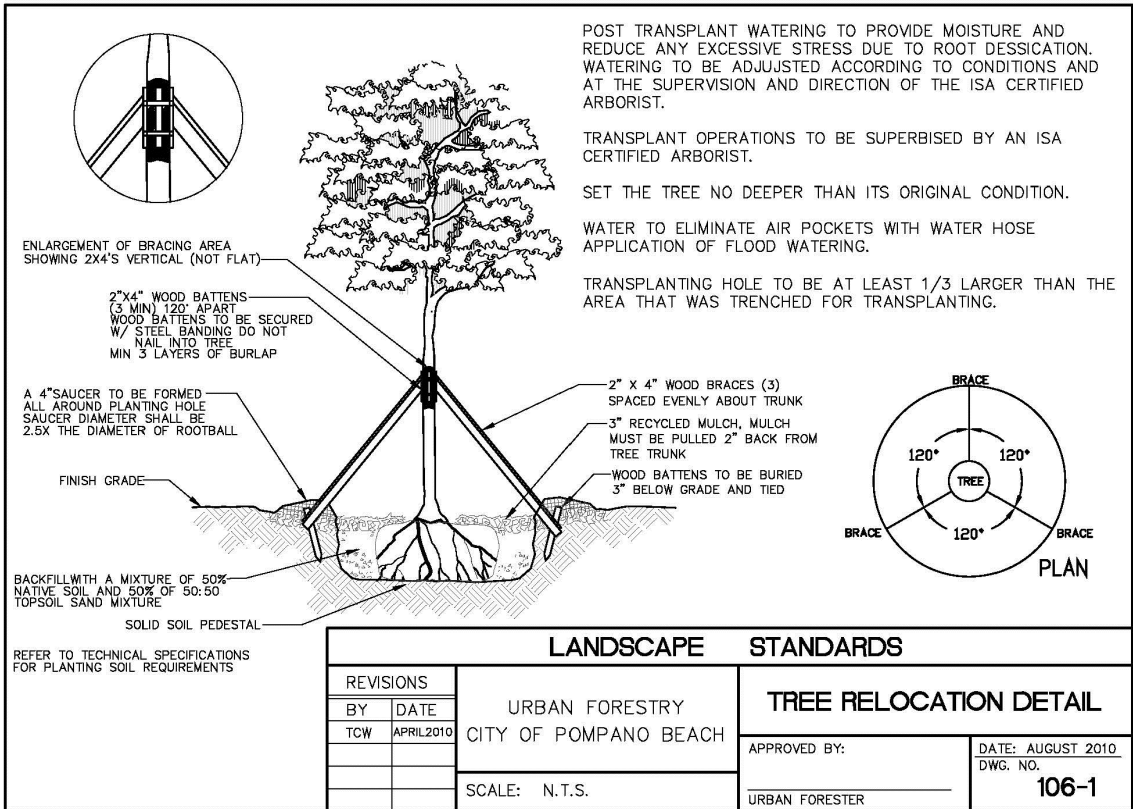 POST TRANSPLANT WATERING TO PROVIDE MOISTURE AND
REDUCE ANY EXCESSIVE STRESS DUE TO ROOT DESSICATION.
WATERING TO BE ADJUJSTED ACCORDING TO CONDITIONS AND
AT THE SUPERVISION AND DIRECTION OF THE ISA CERTIFIED
ARBORIST.
TRANSPLANT OPERATIONS TO BE SUPERBISED BY AN ISA
CERTIFIED ARBORIST.
SET THE TREE NO DEEPER THAN ITS ORIGINAL CONDITION.
WATER TO ELIMINATE AIR POCKETS WITH WATER HOSE
APPLICATION OF FLOOD WATERING.
TRANSPLANTING HOLE TO BE AT LEAST 1/3 LARGER THAN THE
AREA THAT WAS TRENCHED FOR TRANSPLANTING.
ENLARGEMENT OF BRACING AREA
SHOWING 2X4'S VERTICAL (NOT FLAT)
2"X4" WOOD BATTENS
(3 MIN) 120° APART
WOOD BATTENS TO BE SECURED
W/ STEEL BANDING DO NOT
NAIL INTO TREE
MIN 3 LAYERS OF BURLAP
A 4"SAUCER TO BE FORMED
ALL AROUND PLANTING HOLE
SAUCER DIAMETER SHALL BE
2.5X THE DIAMETER OF ROOTBALL
FINISH GRADE
BACKFILLWITH A MIXTURE OF 50%
NATIVE SOIL AND 50% OF 50:50
TOPSOIL SAND MIXTURE
SOLID SOIL PEDESTAL
REFER TO TECHNICAL SPECIFICATIONS
FOR PLANTING SOIL REQUIREMENTS
2" X 4" WOOD BRACES (3)
SPACED EVENLY ABOUT TRUNK
3" RECYCLED MULCH, MULCH
MUST BE PULLED 2" BACK FROM
TREE TRUNK
WOOD BATTENS TO BE BURIED
3" BELOW GRADE AND TIED
BRACE
120° 120°
TREE
120°
BRACE BRACE
PLAN
LANDSCAPE STANDARDS
REVISIONS
BY DATE
TCW APRIL2010
URBAN FORESTRY
CITY OF POMPANO BEACH
SCALE: N.T.S.
TREE RELOCATION DETAIL
APPROVED BY:
URBAN FORESTER
DATE: AUGUST 2010
DWG. NO.
106-1